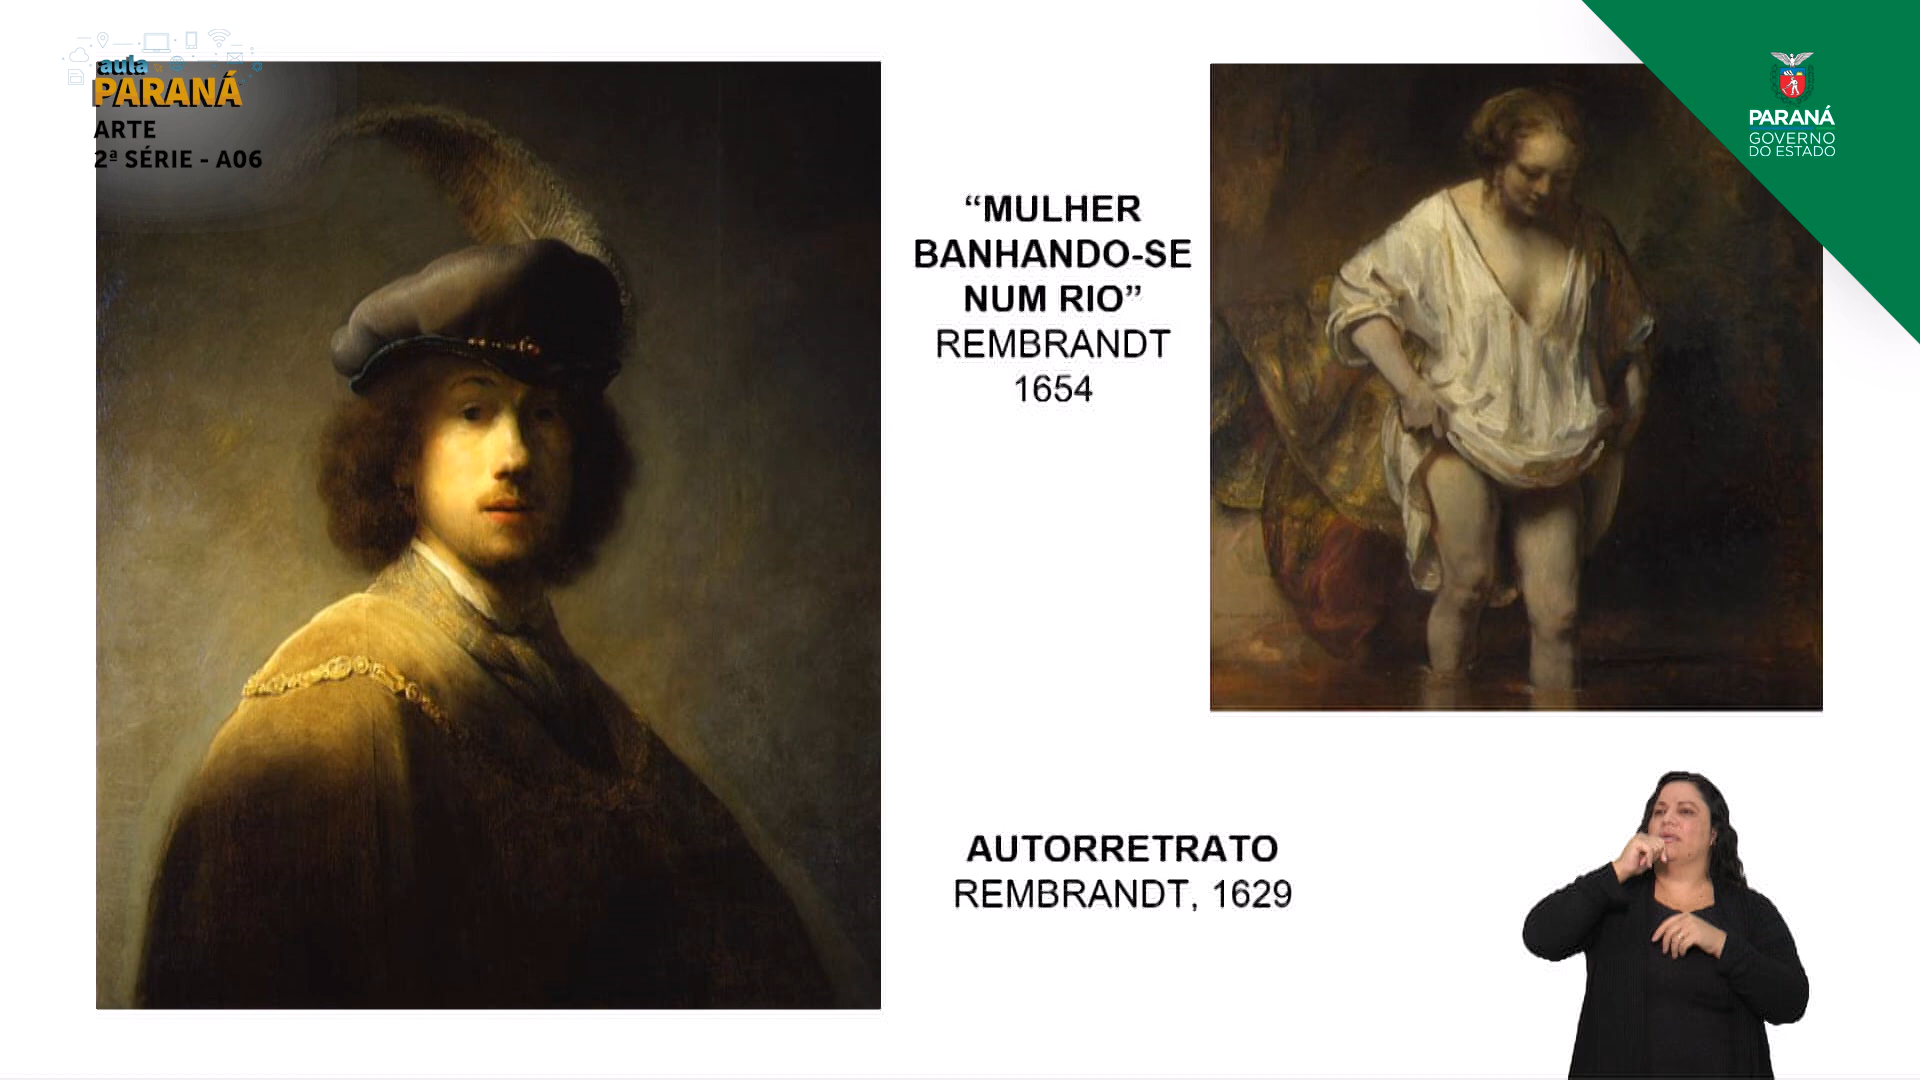 aula
PARANÁ
ARTE
2ª SÉRIE - A06
“MULHER
BANHANDO-SE
NUM RIO”
REMBRANDT
1654
PARANÁ
GOVERNO
DO ESTADO
AUTORRETRATO
REMBRANDT, 1629